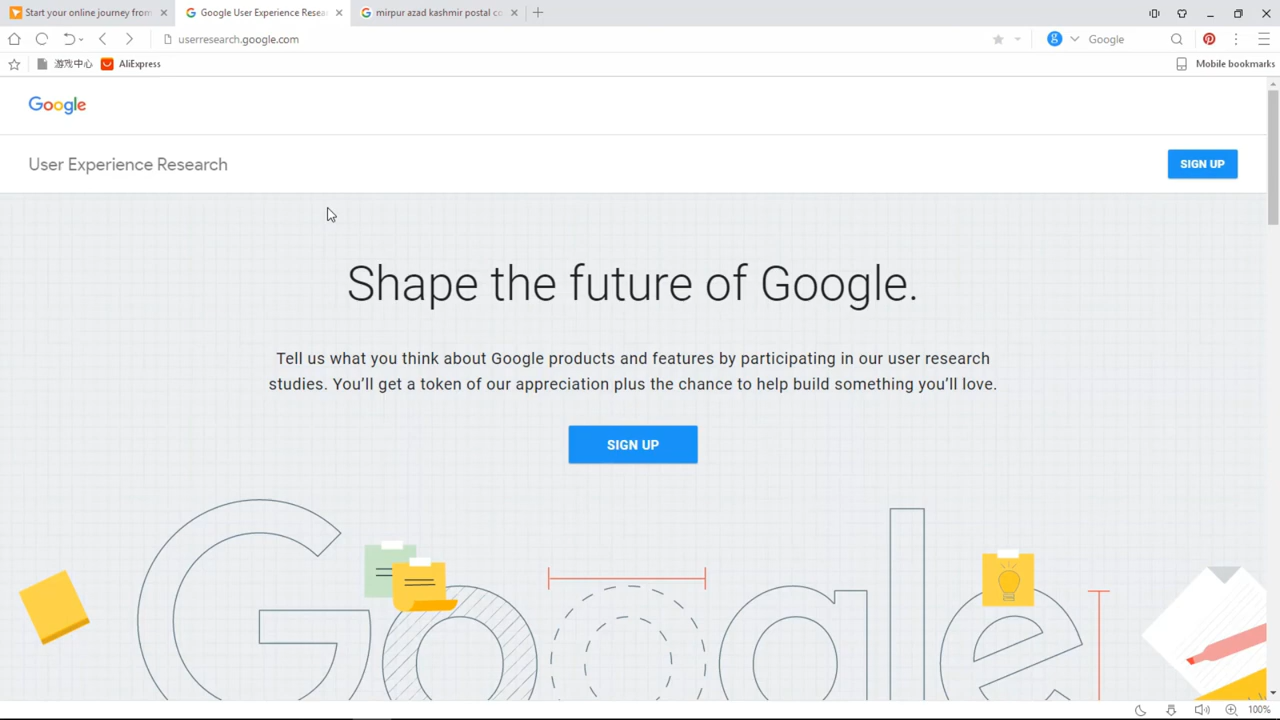 Start your online journey from
Google User Experience Resea
mirpur azad kashmir postal co
userresearch.google.com
Google
游戏中心
AliExpress
Mobile bookmarks
Google
User Experience Research
SIGN UP
Shape the future of Google.
Tell us what you think about Google products and features by participating in our user research
studies. You’ll get a token of our appreciation plus the chance to help build something you’ll love.
SIGN UP
Google
100%